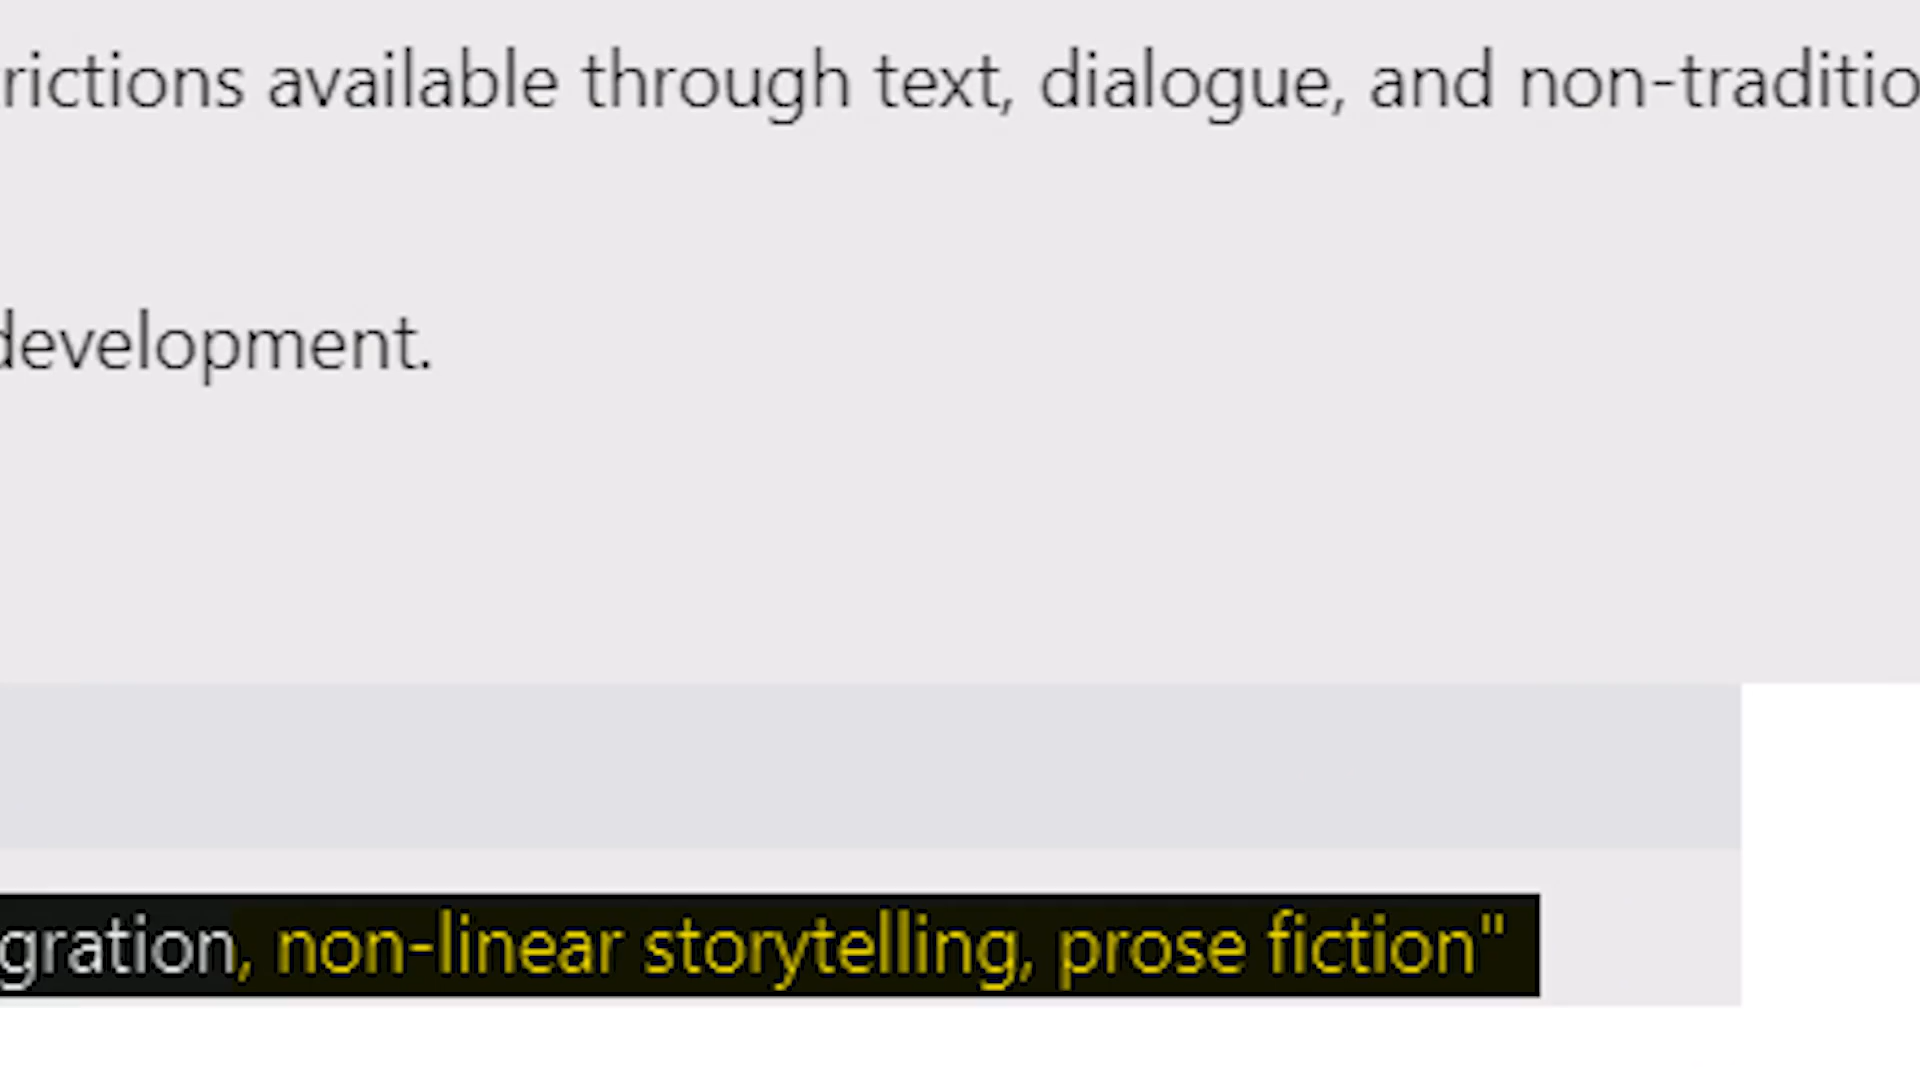 rictions available through text, dialogue, and non-traditio
development.
gration, non-linear storytelling, prose fiction"